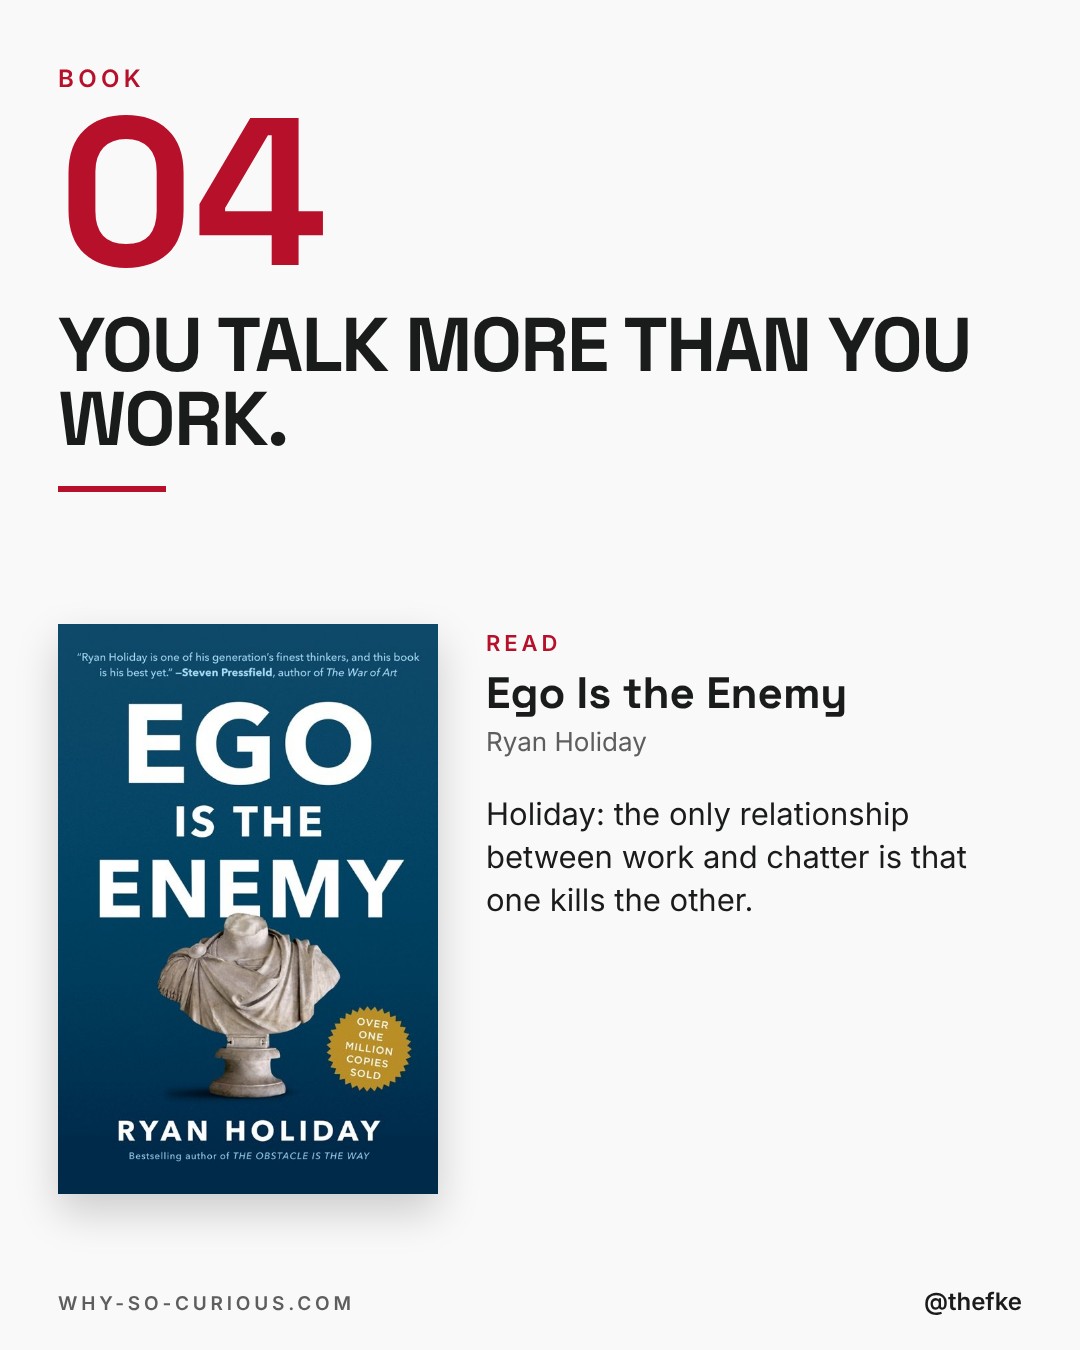 BOOK
04
YOU TALK MORE THAN YOU
WORK.
“Ryan Holiday is one of his generation’s finest thinkers, and this book
is his best yet.” —Steven Pressfield, author of The War of Art
EGO
IS THE
ENEMY
OVER
ONE
MILLION
COPIES
SOLD
RYAN HOLIDAY
Bestselling author of THE OBSTACLE IS THE WAY
READ
Ego Is the Enemy
Ryan Holiday
Holiday: the only relationship
between work and chatter is that
one kills the other.
WHY-SO-CURIOUS.COM
@thefke